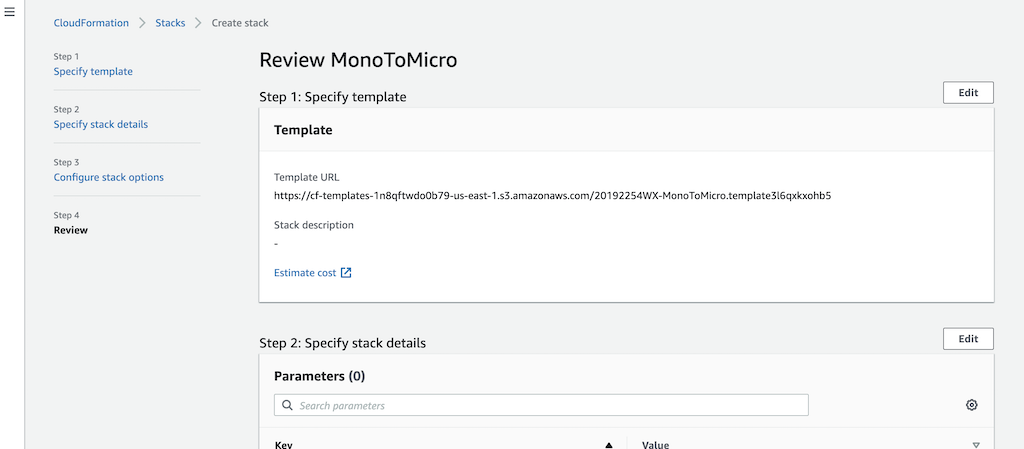 CloudFormation > Stacks > Create stack
Step 1
Specify template
Step 2
Specify stack details
Step 3
Configure stack options
Step 4
Review
Review MonoToMicro
Step 1: Specify template
Edit
Template
Template URL
https://cf-templates-1n8qftwdo0b79-us-east-1.s3.amazonaws.com/20192254WX-MonoToMicro.template3l6qxkxohb5
Stack description
-
Estimate cost
Step 2: Specify stack details
Edit
Parameters (0)
Search parameters
Key Value